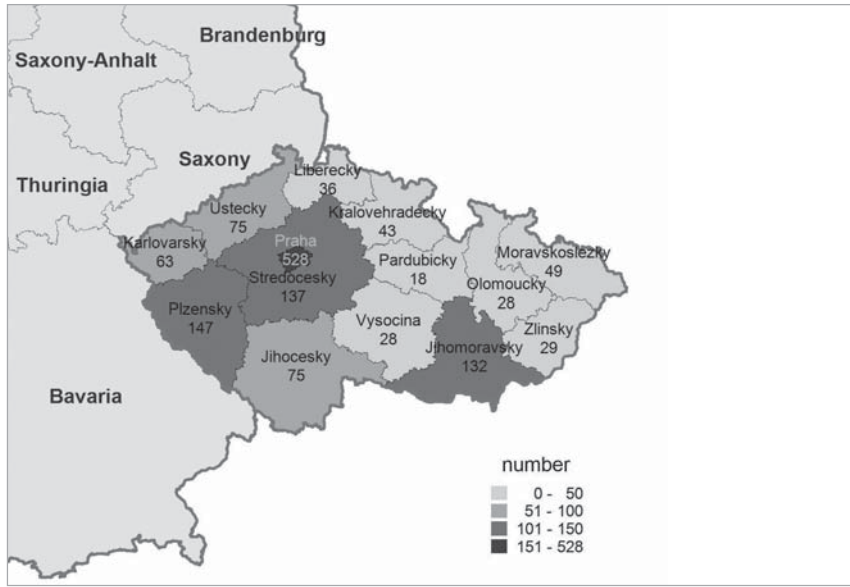 Brandenburg
Saxony-Anhalt
Saxony
Thuringia
Liberecky
36
Ustecky
75
Kralovehradecky
43
Karlovarsky
63
Praha
528
Stredocesky
137
Pardubicky
18
Moravskoslezky
49
Olomoucky
28
Plzensky
147
Vysocina
28
Jihomoravsky
132
Zlinsky
29
Jihocesky
75
Bavaria
number
0 - 50
51 - 100
101 - 150
151 - 528